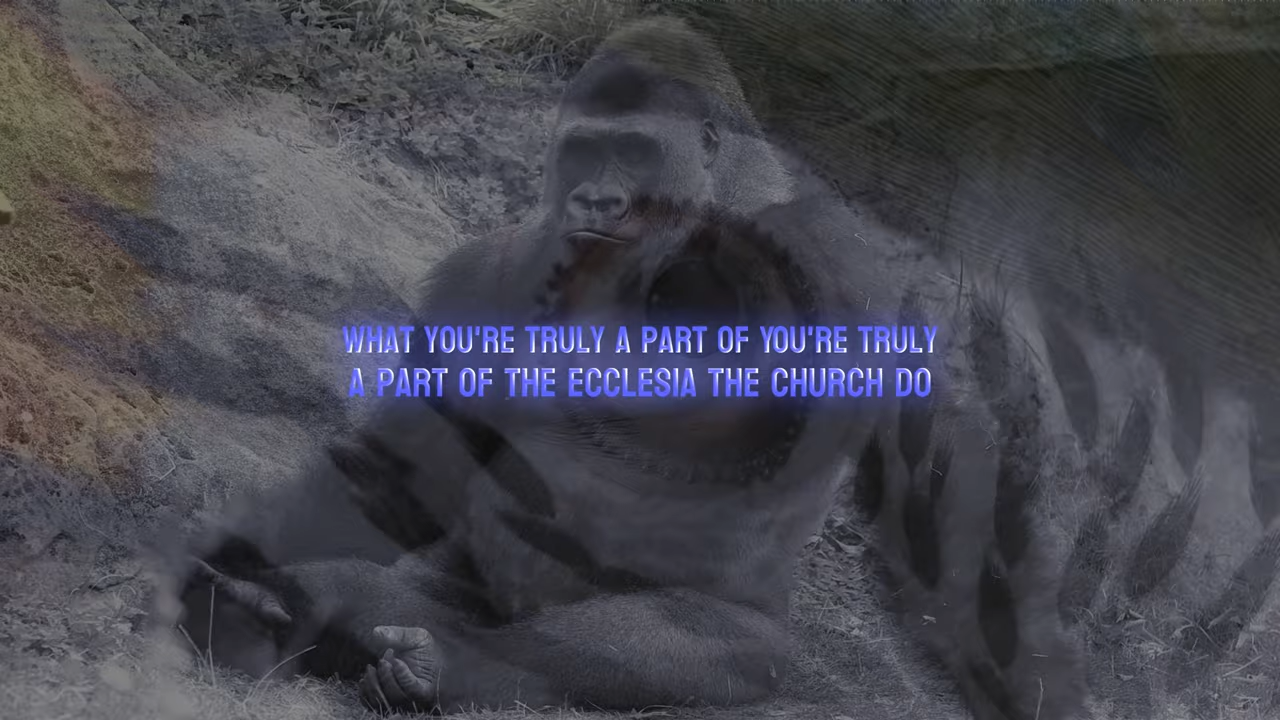 WHAT YOU'RE TRULY A PART OF YOU'RE TRULY
A PART OF THE ECCLESIA THE CHURCH DO